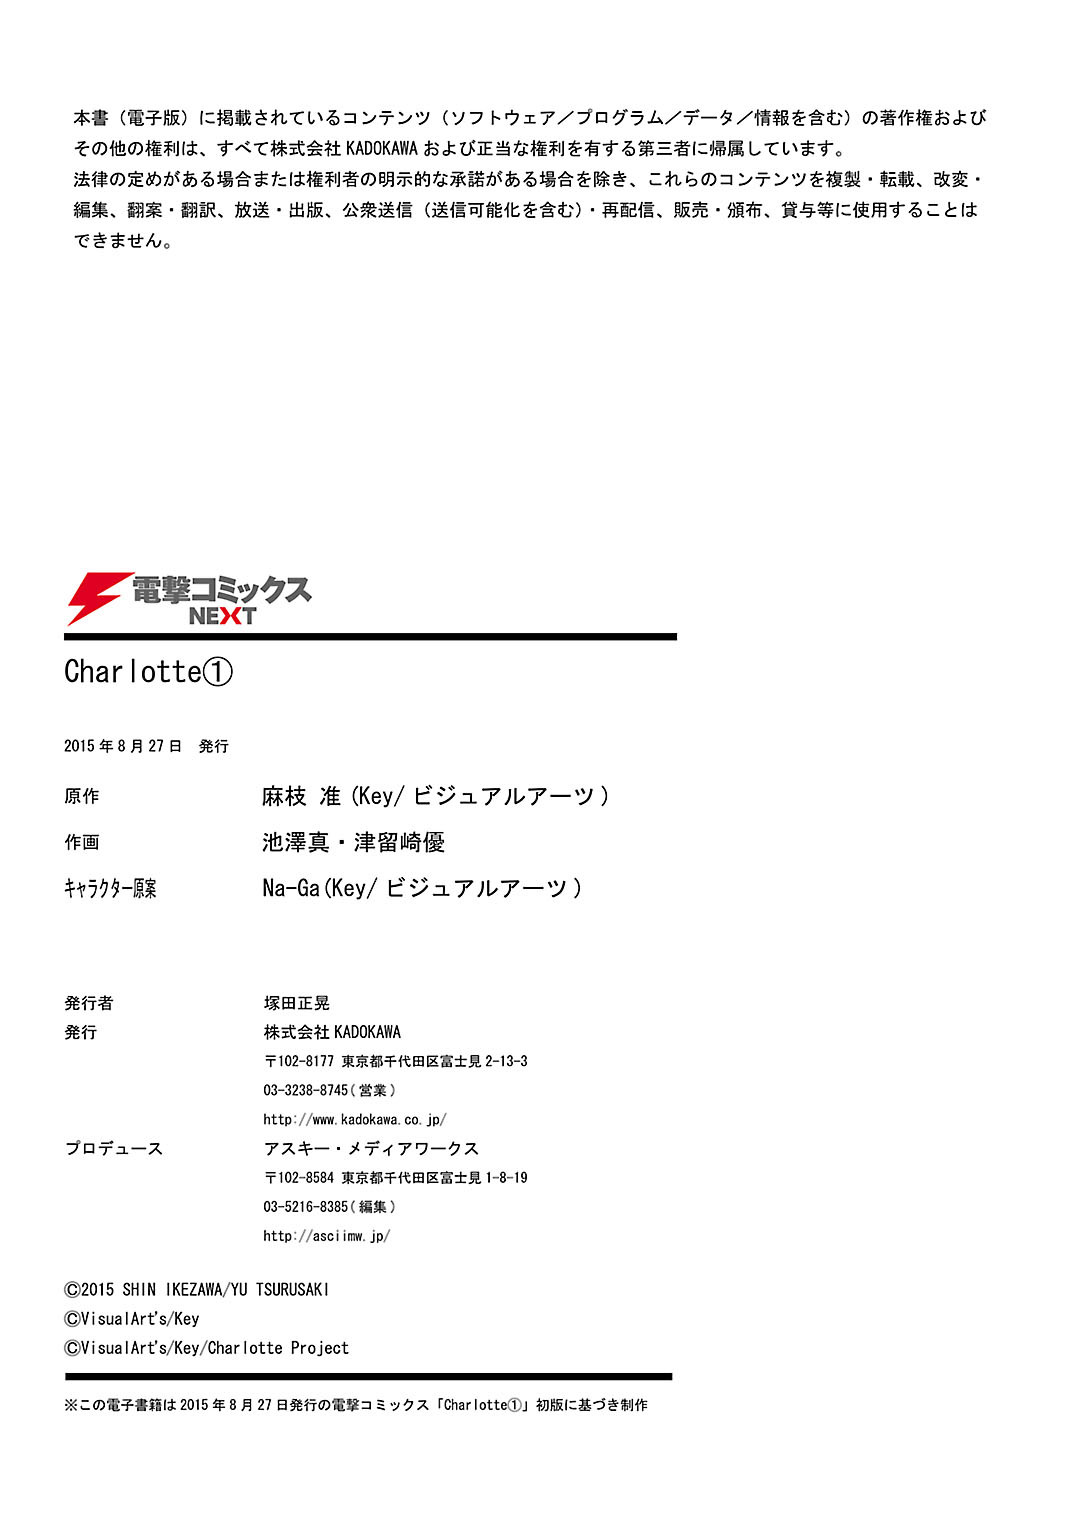 本書（電子版）に掲載されているコンテンツ（ソフトウェア／プログラム／データ／情報を含む）の著作権および
その他の権利は、すべて株式会社 KADOKAWA および正当な権利を有する第三者に帰属しています。
法律の定めがある場合または権利者の明示的な承諾がある場合を除き、これらのコンテンツを複製・転載、改変・
編集、翻案・翻訳、放送・出版、公衆送信（送信可能化を含む）・再配信、販売・頒布、貸与等に使用することは
できません。
電撃コミックス
NEXT
Charlotte①
2015 年 8 月 27 日　発行
原作 麻枝 准 (Key/ ビジュアルアーツ )
作画 池澤真・津留崎優
キャラクター原案 Na-Ga(Key/ ビジュアルアーツ )
発行者 塚田正晃
発行 株式会社 KADOKAWA
〒102-8177 東京都千代田区富士見 2-13-3
03-3238-8745( 営業 )
http://www.kadokawa.co.jp/
プロデュース アスキー・メディアワークス
〒102-8584 東京都千代田区富士見 1-8-19
03-5216-8385( 編集 )
http://asciimw.jp/
©2015 SHIN IKEZAWA/YU TSURUSAKI
©VisualArt's/Key
©VisualArt's/Key/Charlotte Project
※この電子書籍は 2015 年 8 月 27 日発行の電撃コミックス「Charlotte①」初版に基づき制作